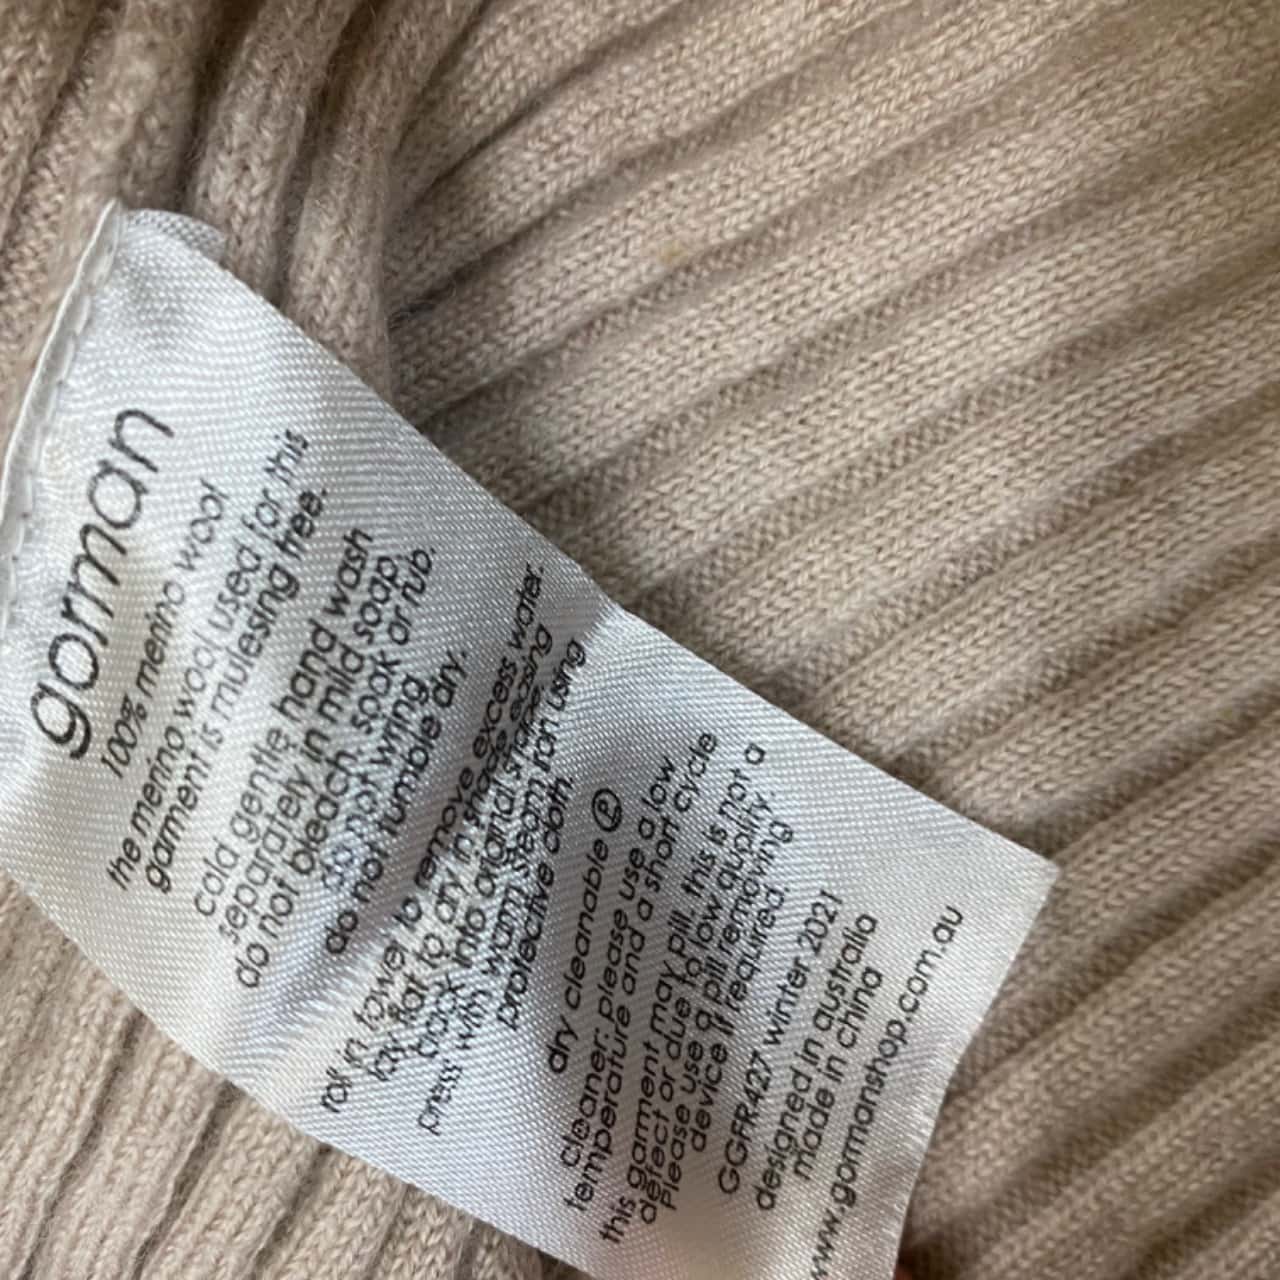 gorman
100% merino wool
the merino wool used for this
garment is mulesing free.
cold gentle hand wash
separately in mild soap.
do not bleach. soak or rub.
do not wring
do not tumble dry.
roll in towel to remove excess water.
lay flat to dry in shade easing
back into original shape.
press with warm steam iron using
protective cloth.
dry cleanable P
cleaner: please use a low
temperature and a short cycle
this garment may pill. this is not a
defect or due to low quality.
Please use a pill removing
device if required.
GGFR427 winter 2021
designed in australia
made in china
www.gormanshop.com.au